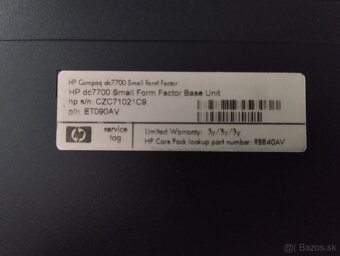 HP Compaq dc7700 Small Form Factor
HP dc7700 Small Form Factor Base Unit
hp s/n: CZC71021C9
p/n: ET090AV
hp
service
tag
Limited Warranty: 3y/3y/3y
HP Care Pack lookup part number: RB840AV
Bazos.sk